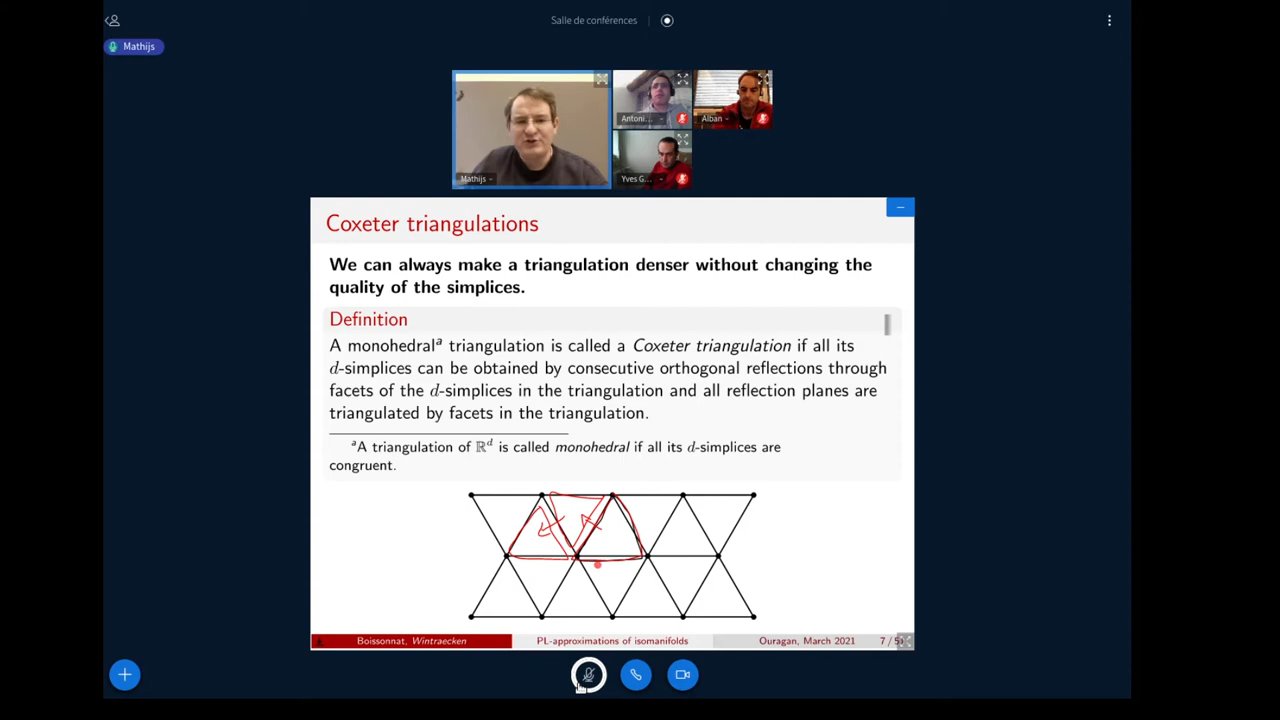 Salle de conférences
Mathijs
Antoni...
Alban
Mathijs
Yves G...
Coxeter triangulations
We can always make a triangulation denser without changing the
quality of the simplices.
Definition
A monohedralᵃ triangulation is called a Coxeter triangulation if all its
d-simplices can be obtained by consecutive orthogonal reflections through
facets of the d-simplices in the triangulation and all reflection planes are
triangulated by facets in the triangulation.
ᵃA triangulation of ℝᵈ is called monohedral if all its d-simplices are
congruent.
Boissonnat, Wintraecken PL-approximations of isomanifolds Ouragan, March 2021 7 /